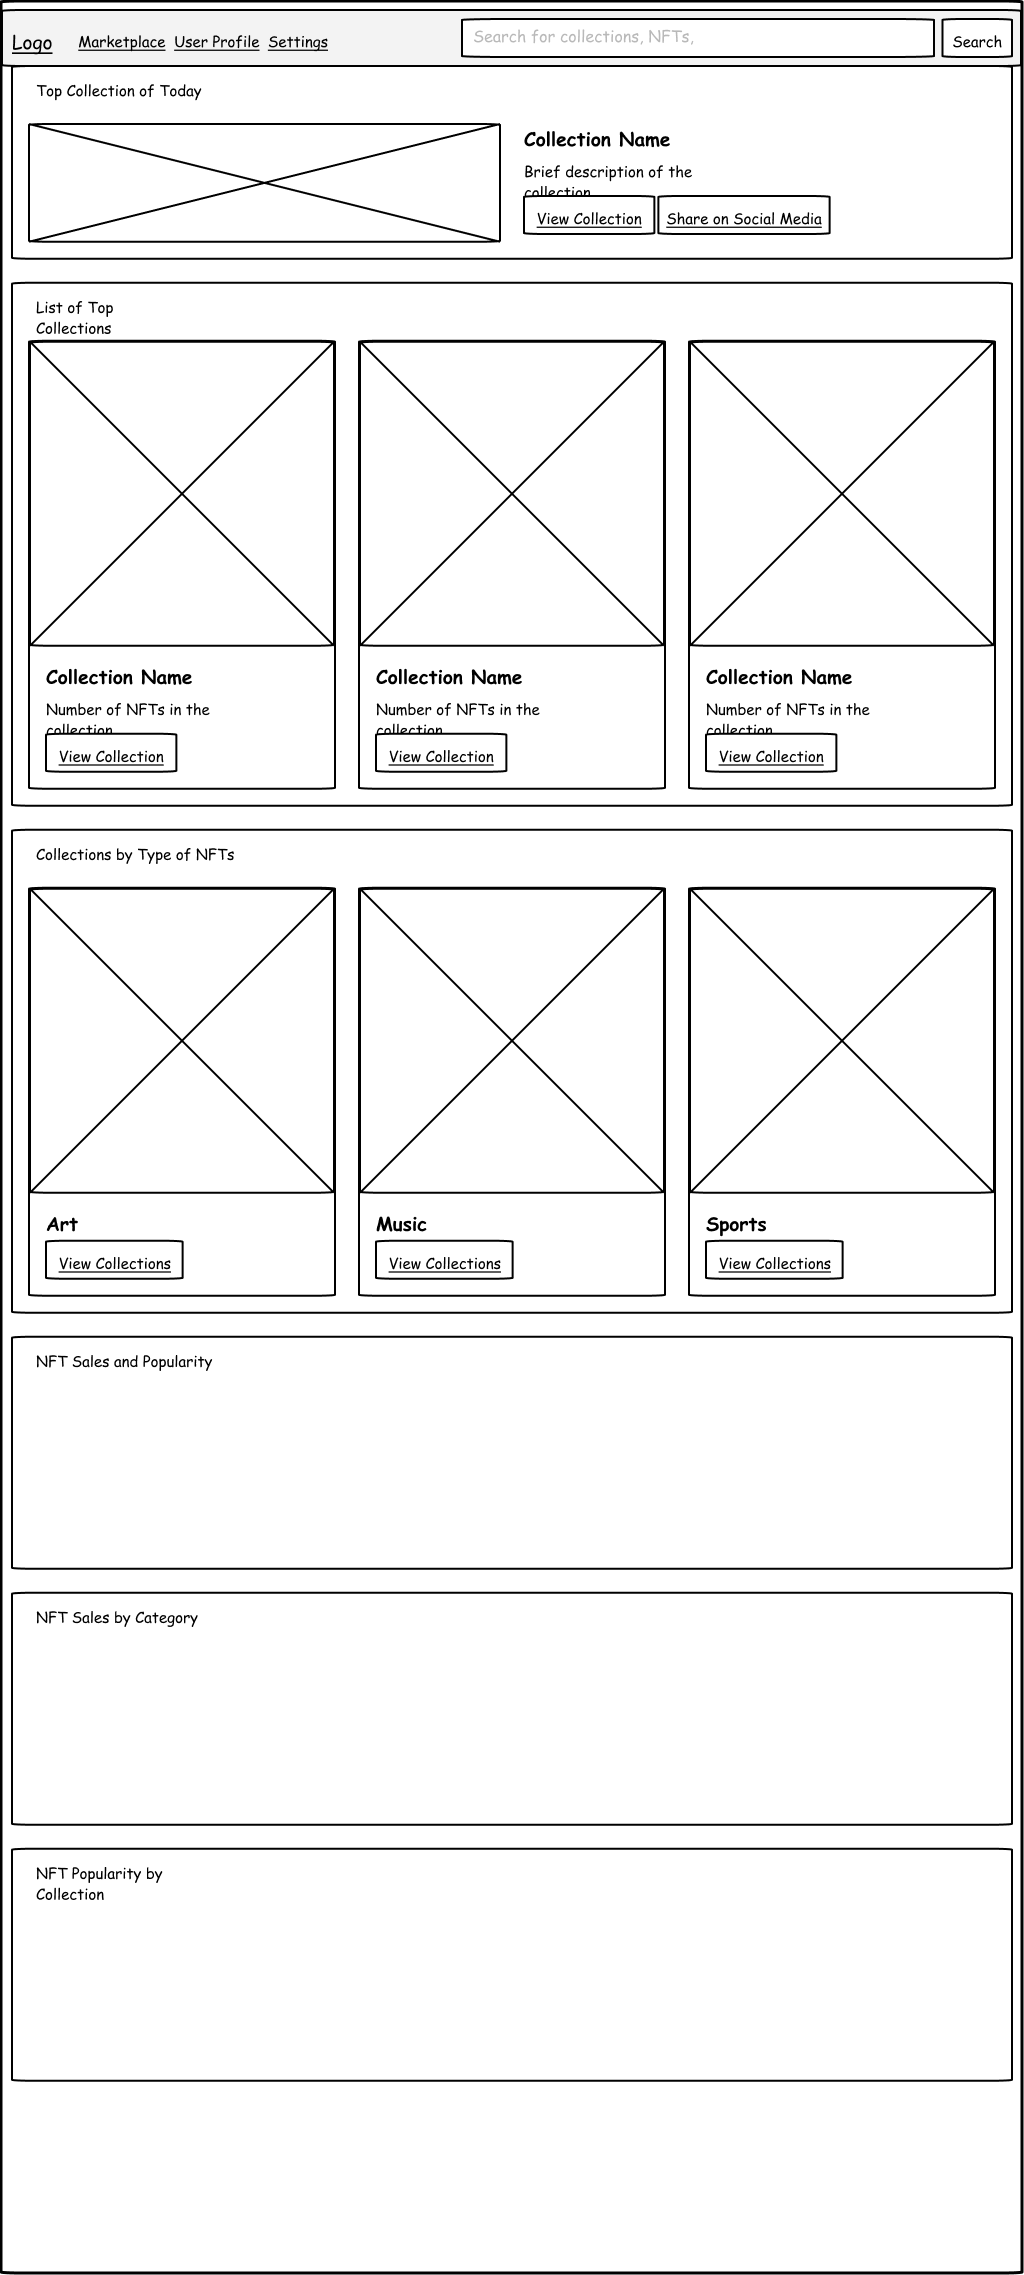 Logo Marketplace User Profile Settings Search for collections, NFTs, Search
Top Collection of Today
Collection Name
Brief description of the
collection
View Collection Share on Social Media
List of Top
Collections
Collection Name Collection Name Collection Name
Number of NFTs in the Number of NFTs in the Number of NFTs in the
collection collection collection
View Collection View Collection View Collection
Collections by Type of NFTs
Art Music Sports
View Collections View Collections View Collections
NFT Sales and Popularity
NFT Sales by Category
NFT Popularity by
Collection